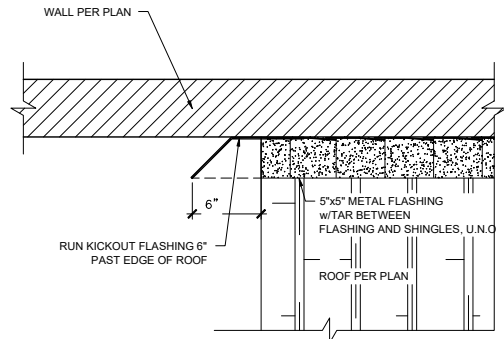 WALL PER PLAN
6"
RUN KICKOUT FLASHING 6"
PAST EDGE OF ROOF
5"x5" METAL FLASHING
w/TAR BETWEEN
FLASHING AND SHINGLES, U.N.O
ROOF PER PLAN